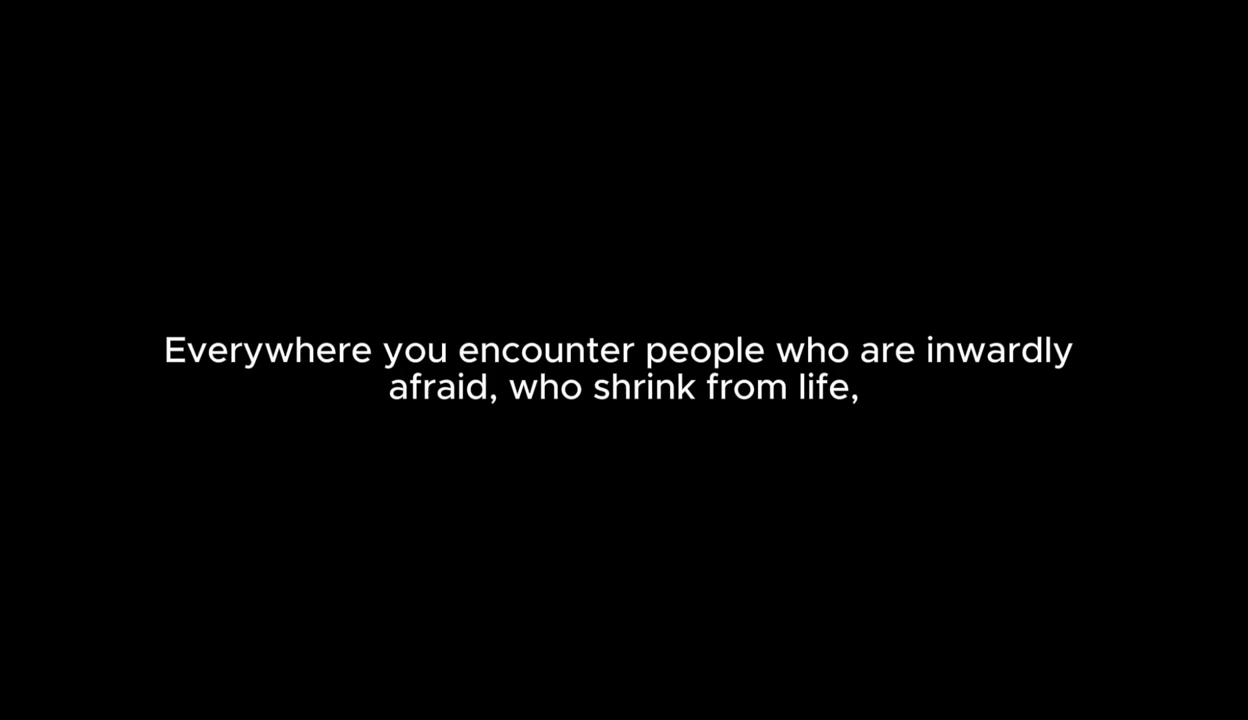 Everywhere you encounter people who are inwardly
afraid, who shrink from life,